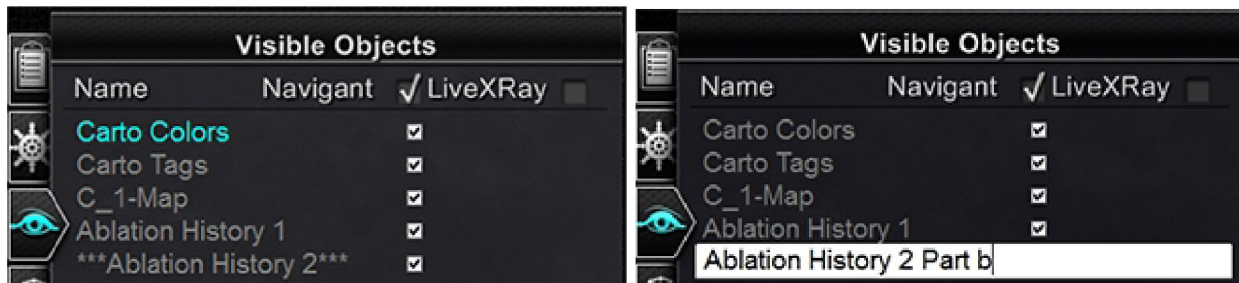 Visible Objects
Name Navigant LiveXRay
Carto Colors
Carto Tags
C_1-Map
Ablation History 1
***Ablation History 2***
Visible Objects
Name Navigant LiveXRay
Carto Colors
Carto Tags
C_1-Map
Ablation History 1
Ablation History 2 Part b